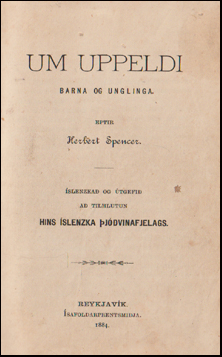 UM UPPELDI
BARNA OG UNGLINGA.
EPTIR
Herbert Spencer.
ÍSLENZKAÐ OG ÚTGEFIÐ
AÐ TILHLUTUN
HINS ÍSLENZKA ÞJÓÐVINAFJELAGS.
REYKJAVÍK.
ÍSAFOLDARPRENTSMIÐJA.
1884.